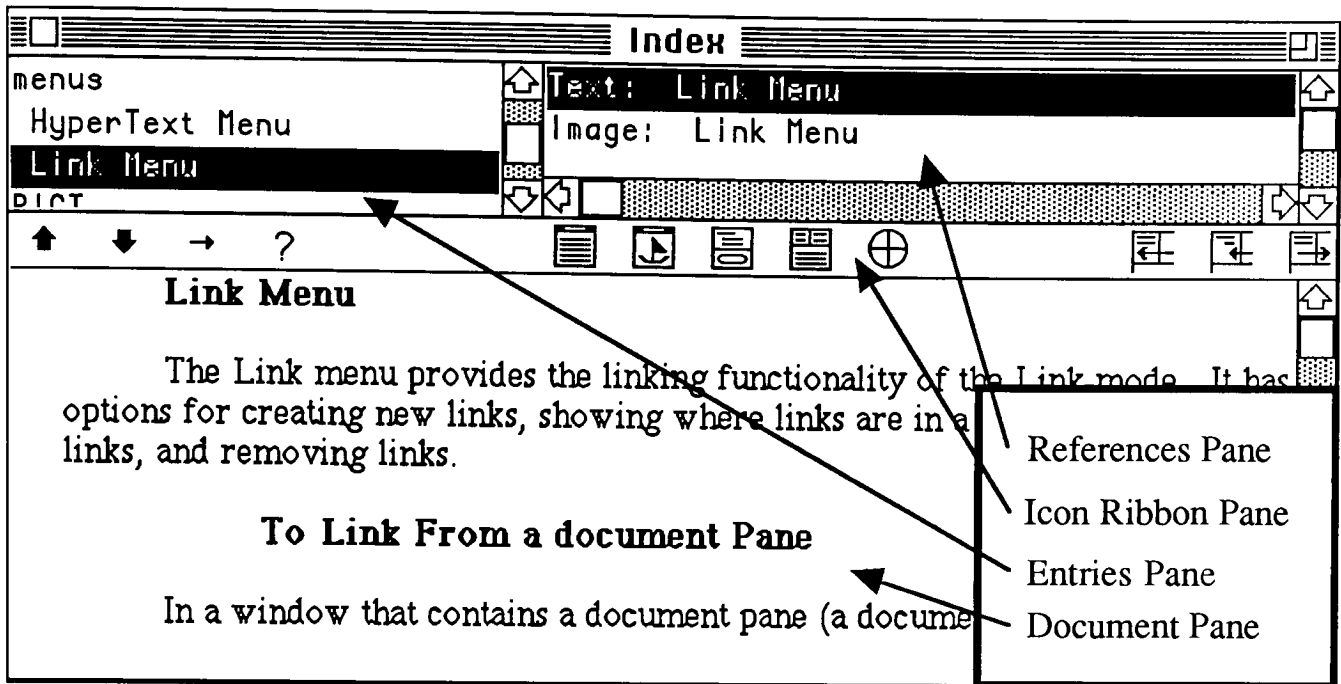 Index
menus
HyperText Menu
Link Menu
PICT
Text: Link Menu
Image: Link Menu
?
Link Menu
The Link menu provides the linking functionality of the Link mode. It has
options for creating new links, showing where links are in a
links, and removing links.
To Link From a document Pane
In a window that contains a document pane (a docume
References Pane
Icon Ribbon Pane
Entries Pane
Document Pane